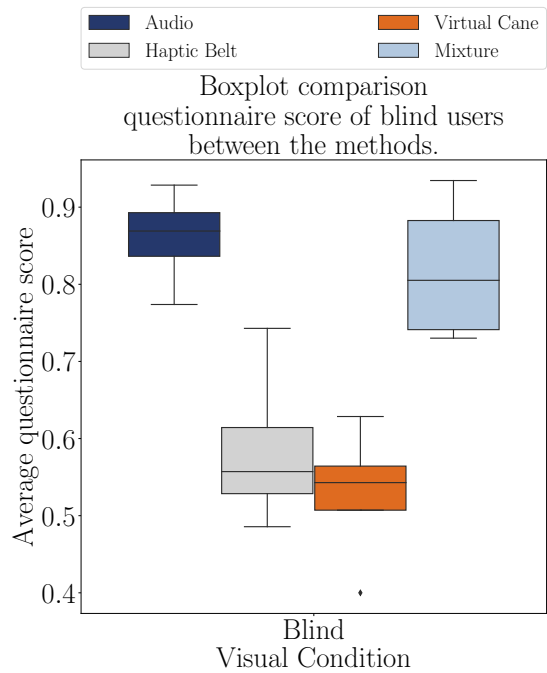 Audio
Haptic Belt
Virtual Cane
Mixture
Boxplot comparison
questionnaire score of blind users
between the methods.
Average questionnaire score
0.9
0.8
0.7
0.6
0.5
0.4
Blind
Visual Condition